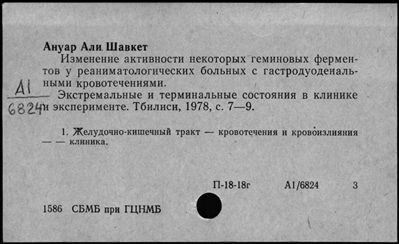 Ануар Али Шавкет
Изменение активности некоторых геминовых фермен-
тов у реаниматологических больных с гастродуоденаль-
ными кровотечениями.
А1
6824
Экстремальные и терминальные состояния в клинике
и эксперименте. Тбилиси, 1978, с. 7—9.
1. Желудочно-кишечный тракт — кровотечения и кровоизлияния
— — клиника.
П-18-18г А1/6824 3
1586 СБМБ при ГЦНМБ